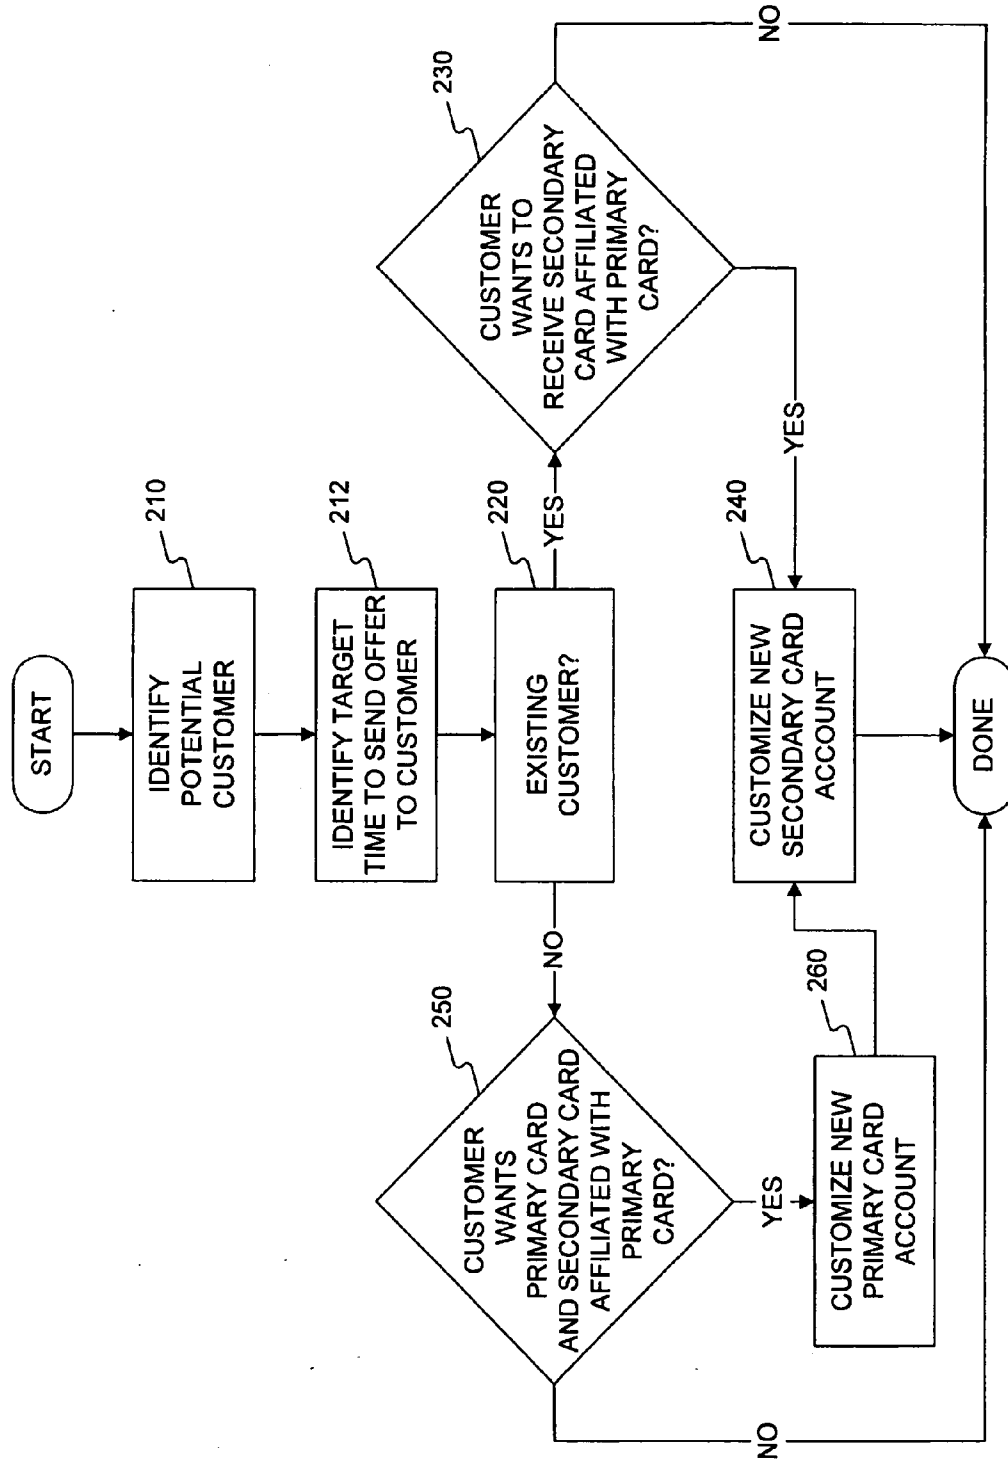 START
IDENTIFY
POTENTIAL
CUSTOMER
210
IDENTIFY TARGET
TIME TO SEND OFFER
TO CUSTOMER
212
EXISTING
CUSTOMER?
220
NO
YES
CUSTOMER
WANTS
PRIMARY CARD
AND SECONDARY CARD
AFFILIATED WITH
PRIMARY
CARD?
250
CUSTOMER
WANTS TO
RECEIVE SECONDARY
CARD AFFILIATED
WITH PRIMARY
CARD?
230
YES
YES
CUSTOMIZE NEW
PRIMARY CARD
ACCOUNT
260
CUSTOMIZE NEW
SECONDARY CARD
ACCOUNT
240
NO
NO
DONE